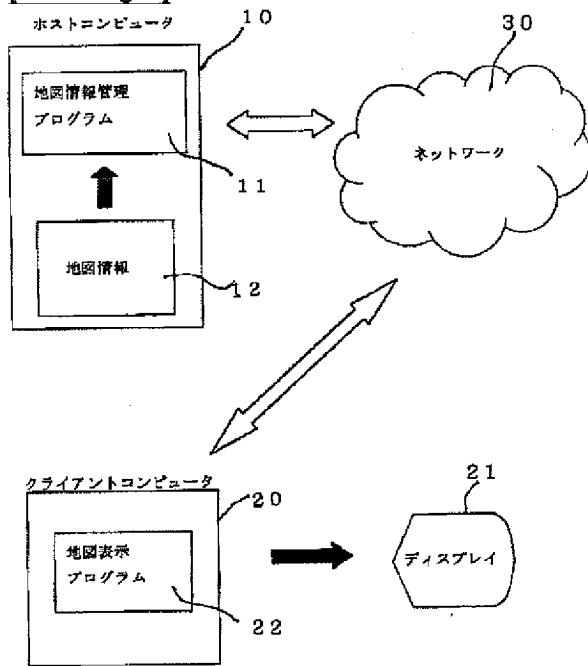 ホストコンピュータ
10
30
地図情報管理
プログラム
11
ネットワータ
地図情報
12
クライアントコンピュータ
20
21
地図表示
プログラム
22
ディスプレイ